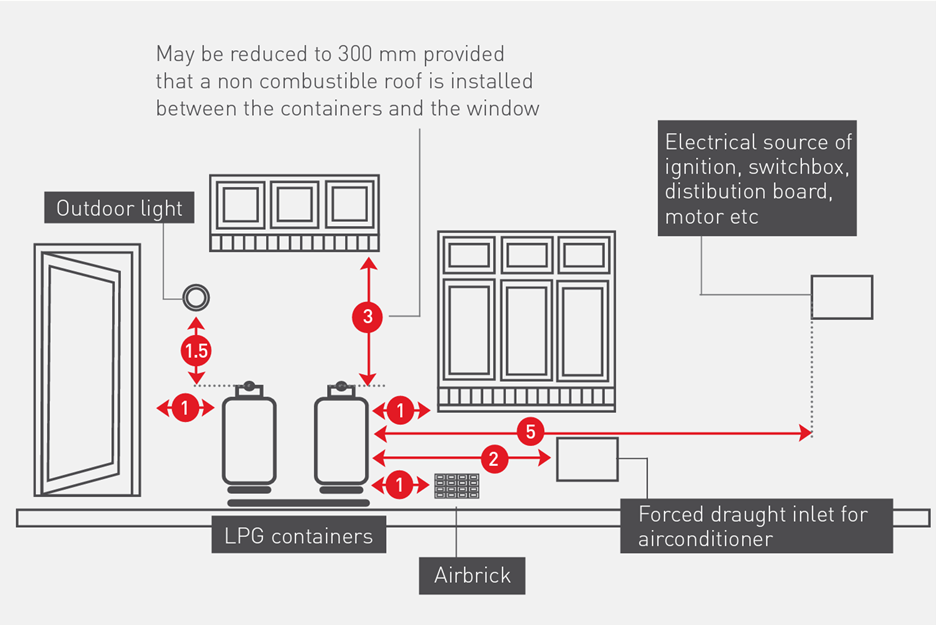 May be reduced to 300 mm provided
that a non combustible roof is installed
between the containers and the window
Electrical source of
ignition, switchbox,
distibution board,
motor etc
Outdoor light
3
1.5
1
1
5
2
1
Forced draught inlet for
airconditioner
LPG containers
Airbrick